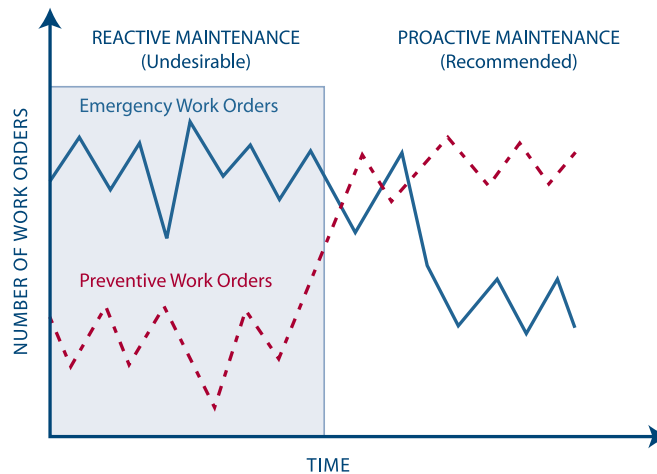 REACTIVE MAINTENANCE
(Undesirable)
PROACTIVE MAINTENANCE
(Recommended)
Emergency Work Orders
Preventive Work Orders
NUMBER OF WORK ORDERS
TIME